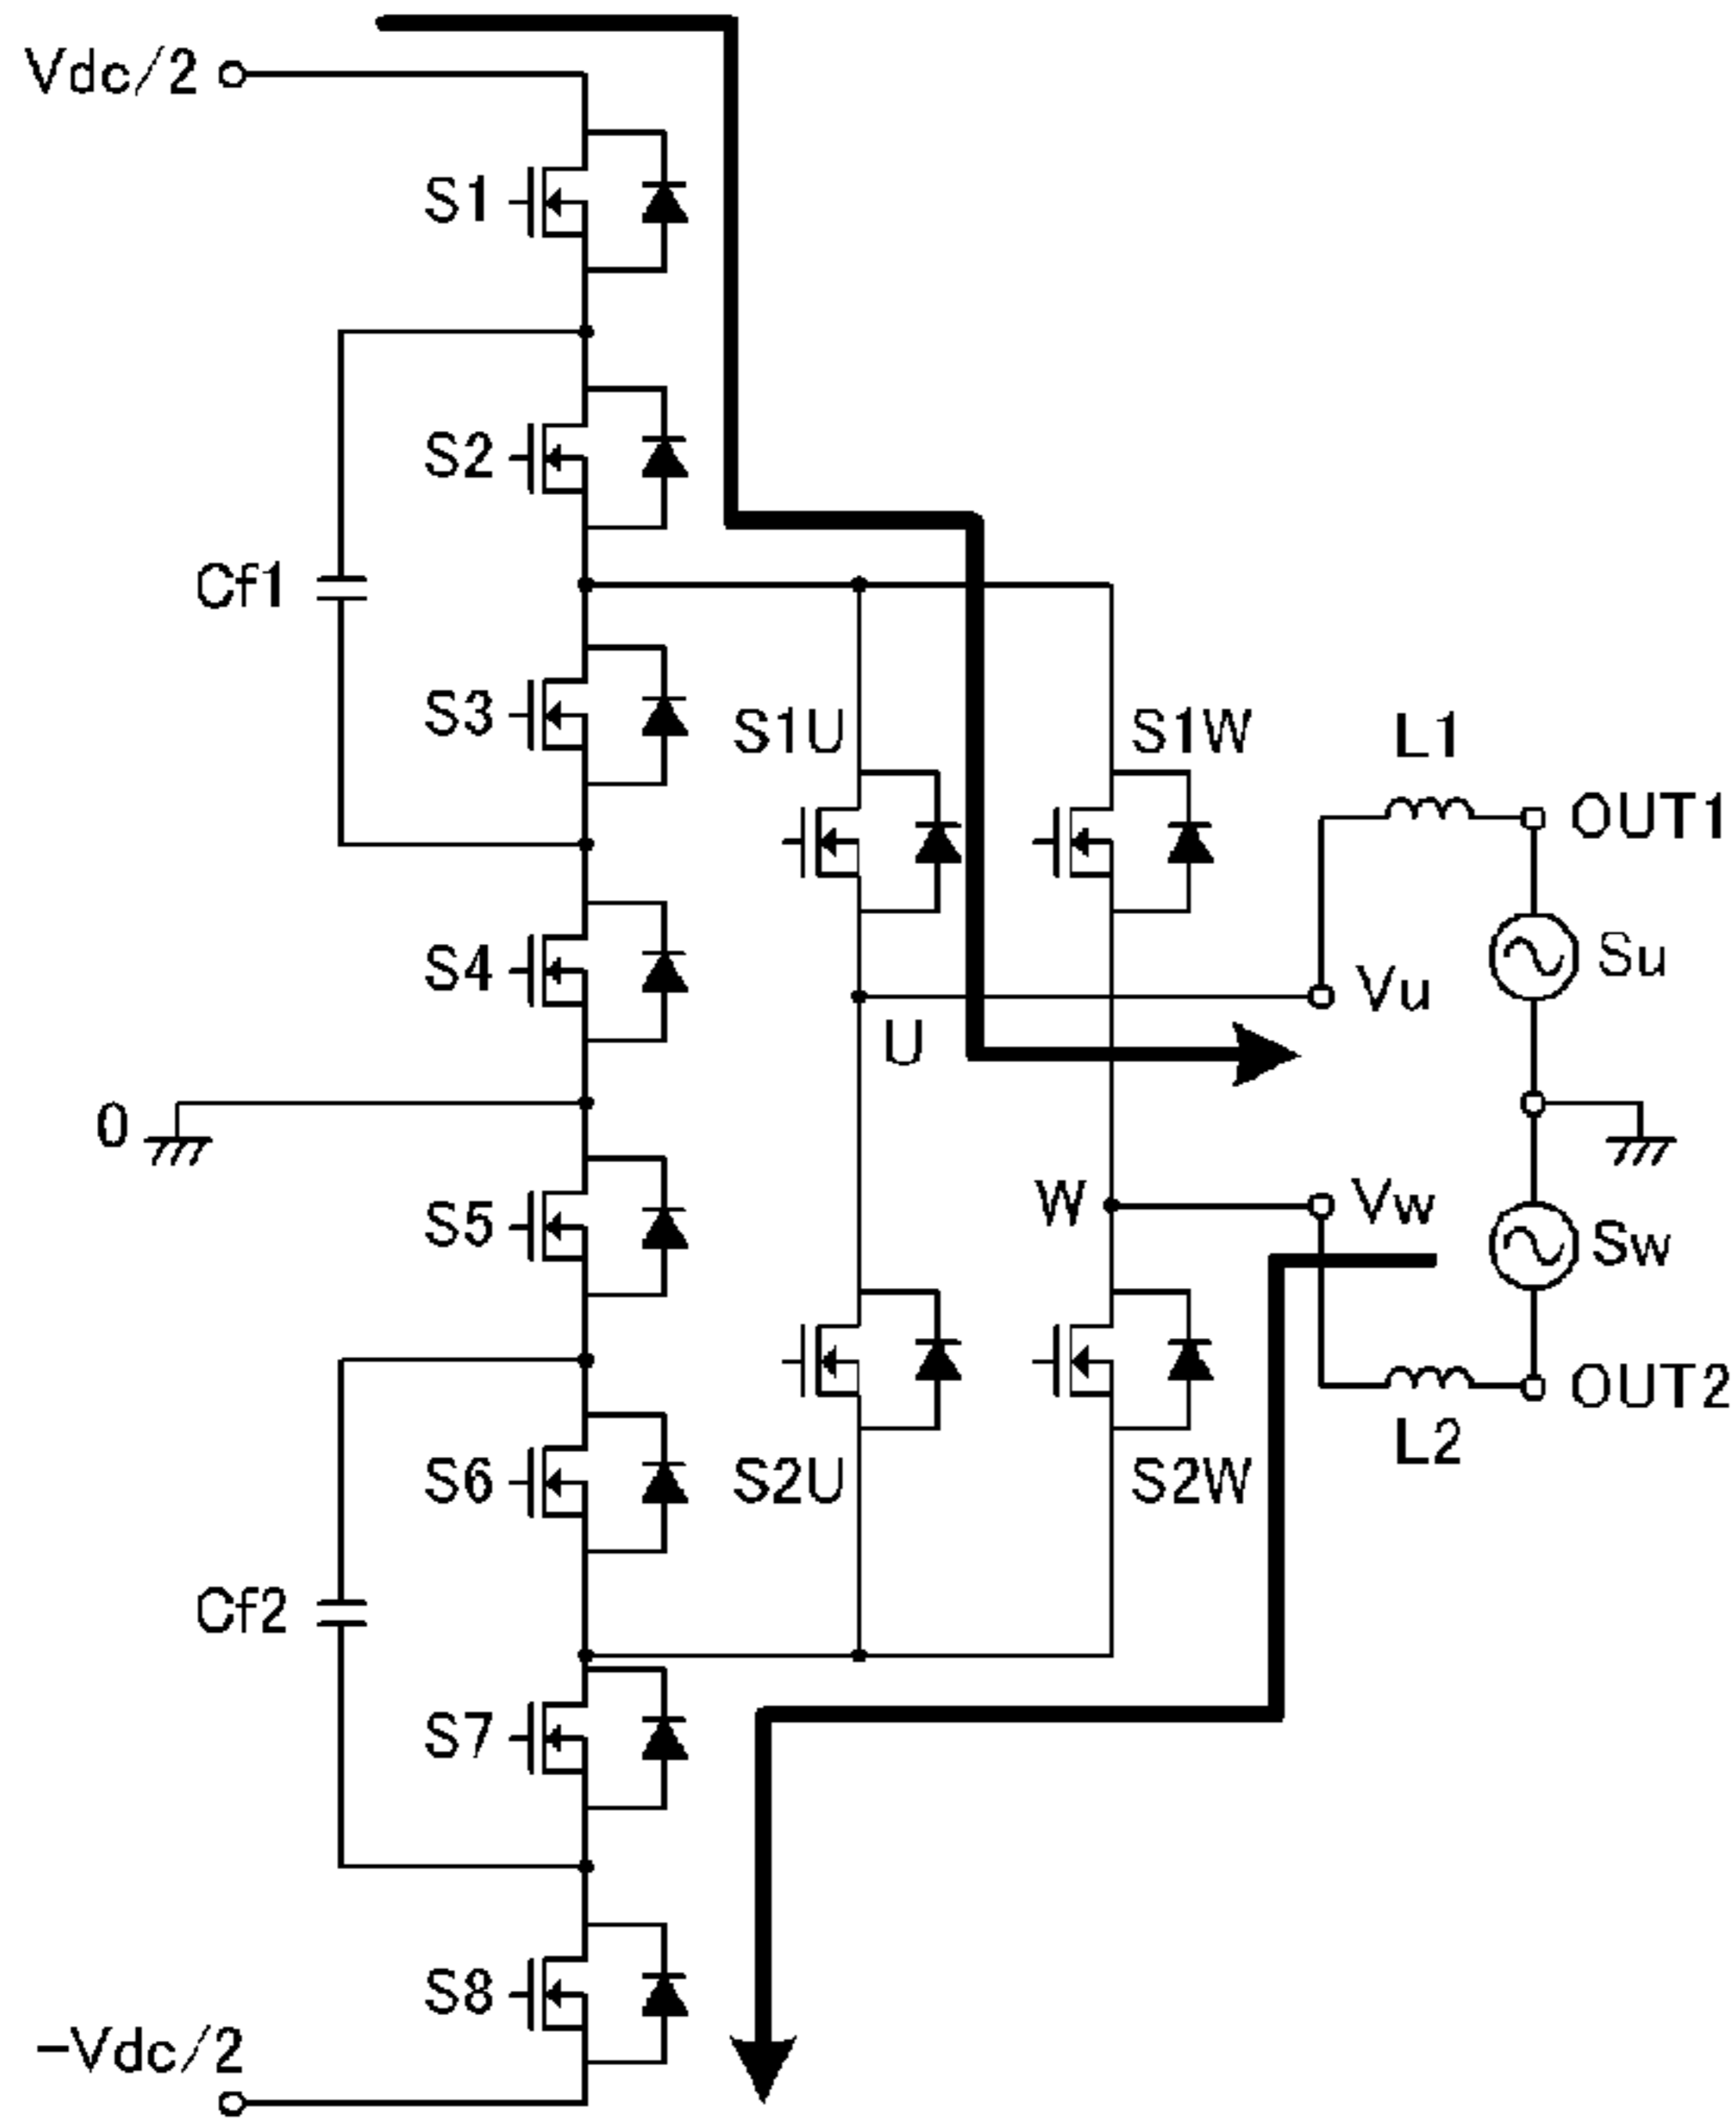 Vdc/2
S1
S2
Cf1
S3
S1U
S1W
L1
OUT1
S4
Su
Vu
U
0
W
Vw
S5
Sw
OUT2
L2
S6
S2U
S2W
Cf2
S7
S8
-Vdc/2